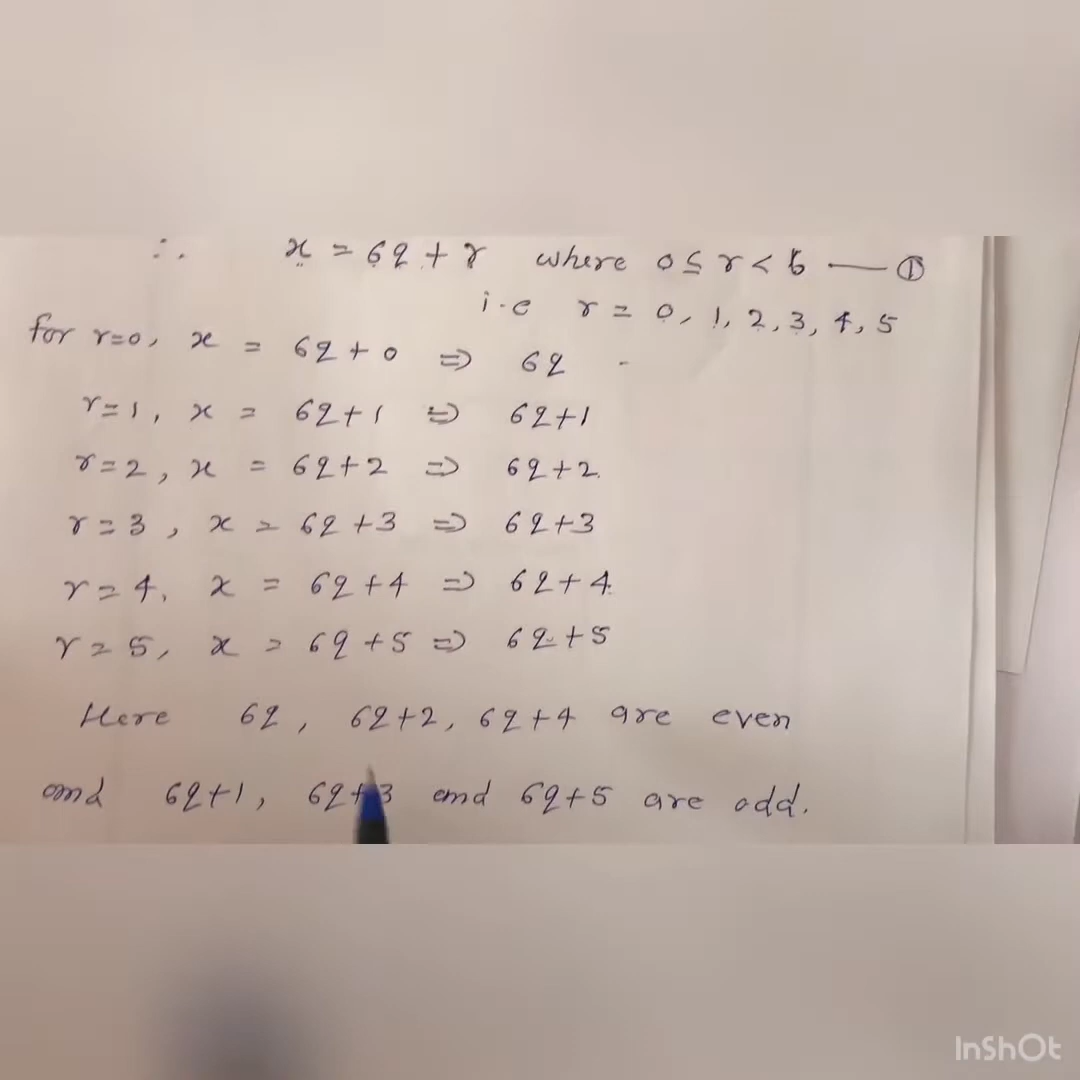 ∴ x = 6q + r where 0 ≤ r < 6 — ①
i.e r = 0, 1, 2, 3, 4, 5
for r=0, x = 6q + 0 => 6q
r=1, x = 6q+1 => 6q+1
r=2, x = 6q+2 => 6q+2
r=3, x = 6q+3 => 6q+3
r=4, x = 6q+4 => 6q+4
r=5, x = 6q+5 => 6q+5
Here 6q, 6q+2, 6q+4 are even
and 6q+1, 6q+3 and 6q+5 are odd.
InShOt